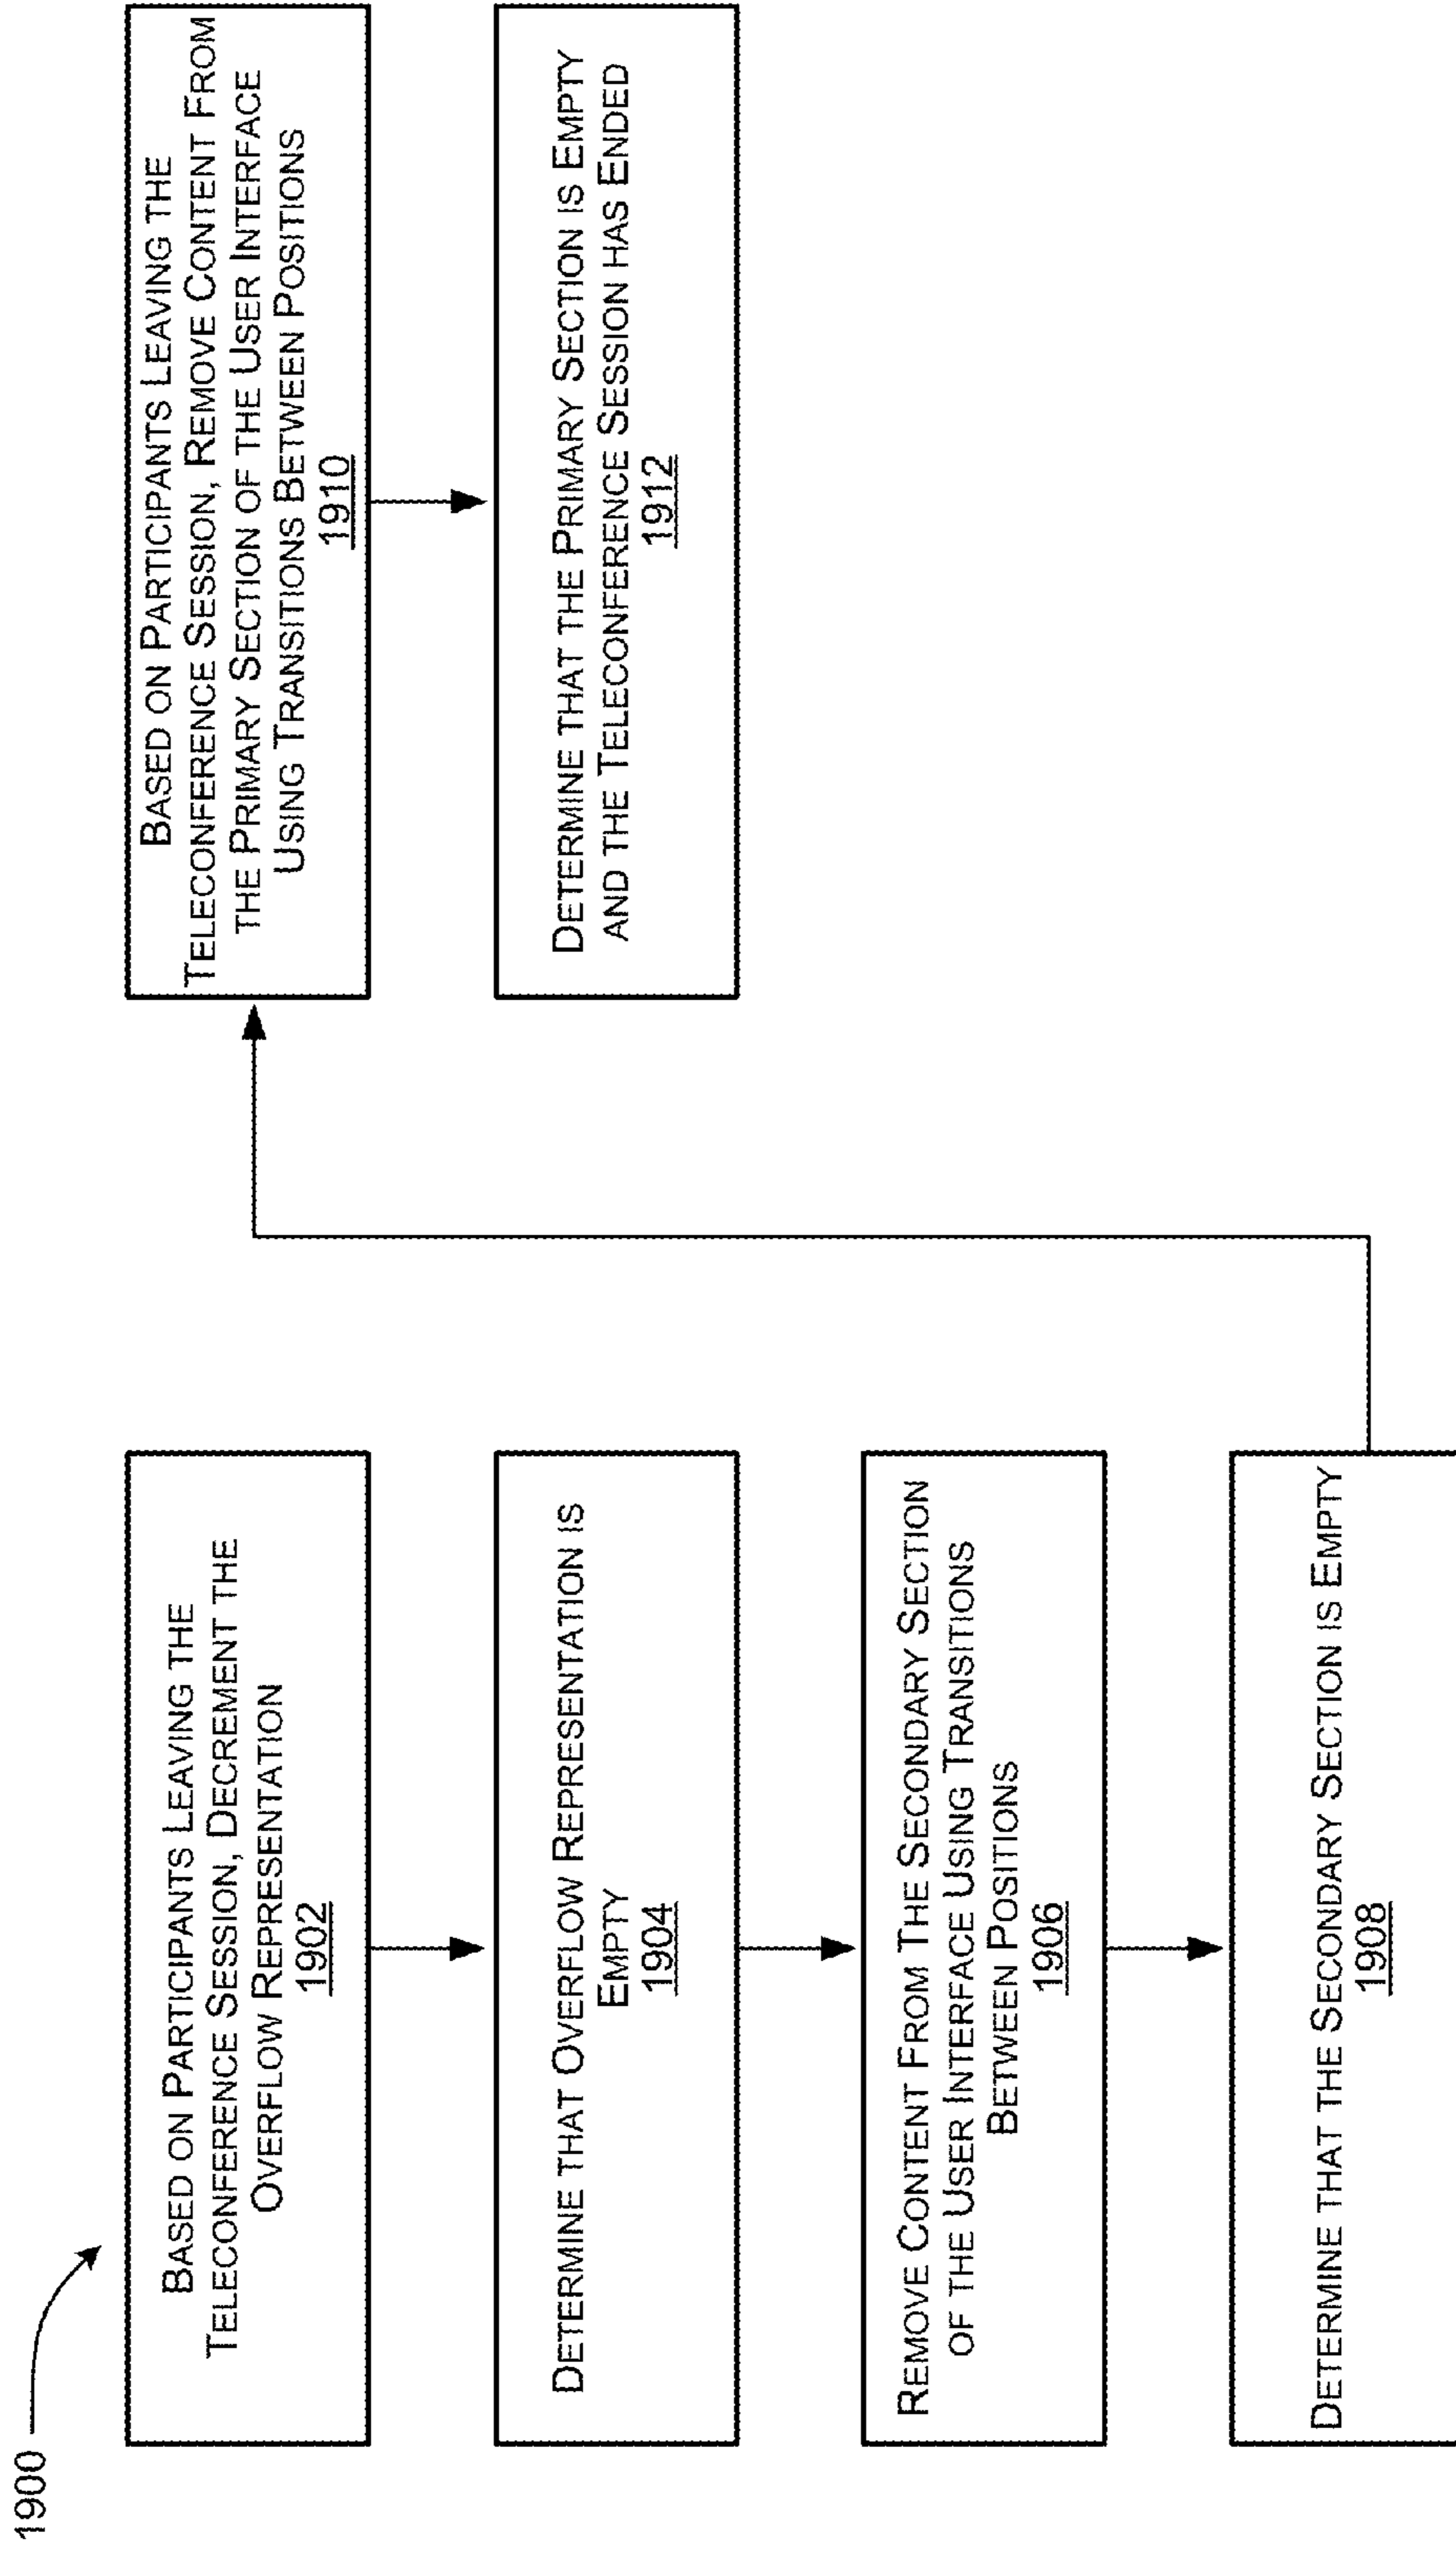 1900
BASED ON PARTICIPANTS LEAVING THE
TELECONFERENCE SESSION, DECREMENT THE
OVERFLOW REPRESENTATION
1902
DETERMINE THAT OVERFLOW REPRESENTATION IS
EMPTY
1904
REMOVE CONTENT FROM THE SECONDARY SECTION
OF THE USER INTERFACE USING TRANSITIONS
BETWEEN POSITIONS
1906
DETERMINE THAT THE SECONDARY SECTION IS EMPTY
1908
BASED ON PARTICIPANTS LEAVING THE
TELECONFERENCE SESSION, REMOVE CONTENT FROM
THE PRIMARY SECTION OF THE USER INTERFACE
USING TRANSITIONS BETWEEN POSITIONS
1910
DETERMINE THAT THE PRIMARY SECTION IS EMPTY
AND THE TELECONFERENCE SESSION HAS ENDED
1912